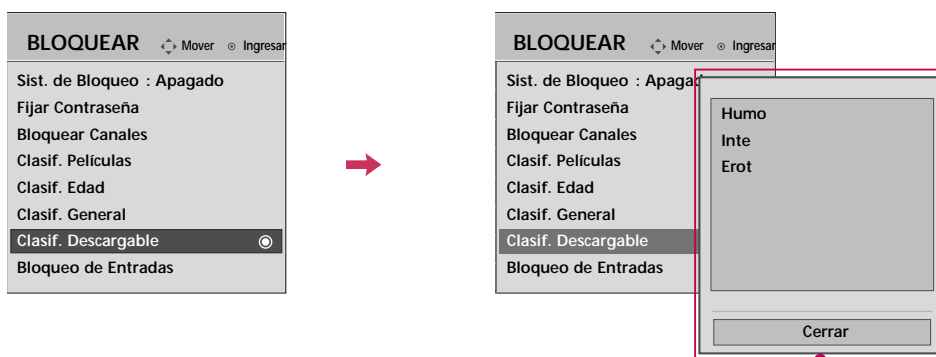 BLOQUEAR Mover Ingresar
Sist. de Bloqueo : Apagado
Fijar Contraseña
Bloquear Canales
Clasif. Películas
Clasif. Edad
Clasif. General
Clasif. Descargable
Bloqueo de Entradas
BLOQUEAR Mover Ingresar
Sist. de Bloqueo : Apagad
Fijar Contraseña
Bloquear Canales
Clasif. Películas
Clasif. Edad
Clasif. General
Clasif. Descargable
Bloqueo de Entradas
Humo
Inte
Erot
Cerrar